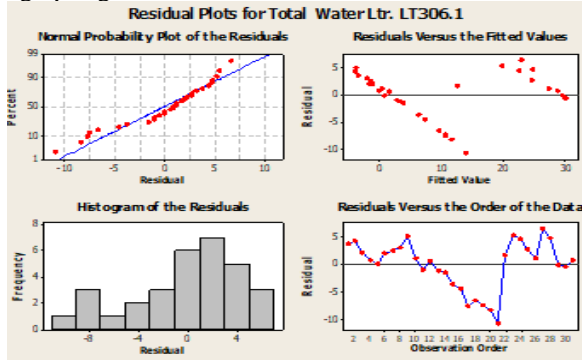 Residual Plots for Total Water Ltr. LT306.1
Normal Probability Plot of the Residuals
99
90
50
10
1
Percent
-10 -5 0 5 10
Residual
Residuals Versus the Fitted Values
5
0
-5
-10
Residual
0 10 20 30
Fitted Value
Histogram of the Residuals
8
6
4
2
0
Frequency
-8 -4 0 4
Residual
Residuals Versus the Order of the Data
5
0
-5
-10
Residual
2 4 6 8 10 12 14 16 18 20 22 24 26 28 30
Observation Order